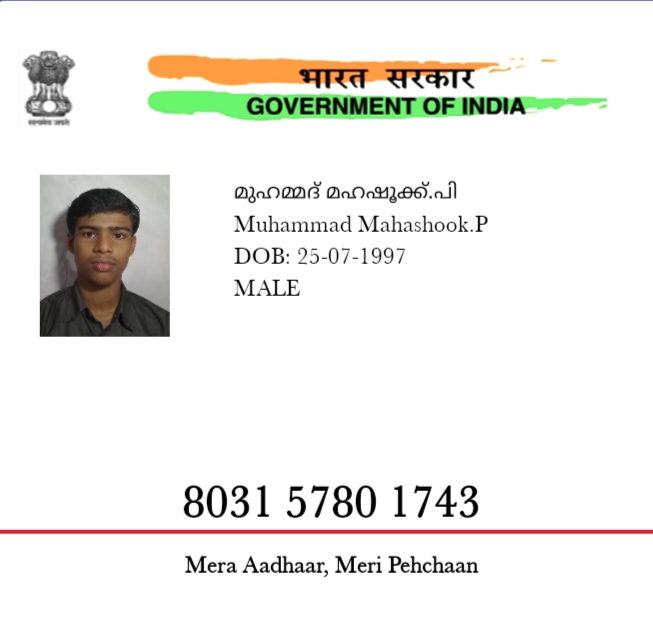 भारत सरकार
GOVERNMENT OF INDIA
सत्यमेव जयते
മുഹമ്മദ് മഹഷൂക്ക്.പി
Muhammad Mahashook.P
DOB: 25-07-1997
MALE
8031 5780 1743
Mera Aadhaar, Meri Pehchaan